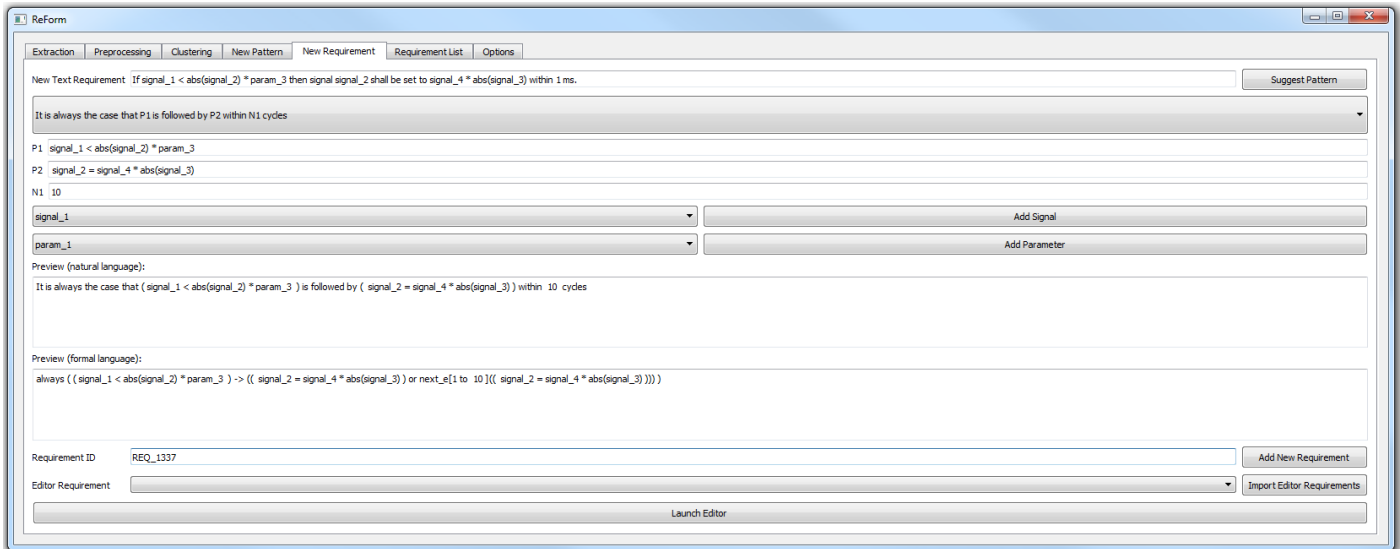 ReForm
Extraction Preprocessing Clustering New Pattern New Requirement Requirement List Options
New Text Requirement If signal_1 < abs(signal_2) * param_3 then signal signal_2 shall be set to signal_4 * abs(signal_3) within 1 ms. Suggest Pattern
It is always the case that P1 is followed by P2 within N1 cycles
P1 signal_1 < abs(signal_2) * param_3
P2 signal_2 = signal_4 * abs(signal_3)
N1 10
signal_1 Add Signal
param_1 Add Parameter
Preview (natural language):
It is always the case that ( signal_1 < abs(signal_2) * param_3 ) is followed by ( signal_2 = signal_4 * abs(signal_3) ) within 10 cycles
Preview (formal language):
always ( ( signal_1 < abs(signal_2) * param_3 ) -> (( signal_2 = signal_4 * abs(signal_3) ) or next_e[1 to 10 ](( signal_2 = signal_4 * abs(signal_3) ))) )
Requirement ID REQ_1337 Add New Requirement
Editor Requirement Import Editor Requirements
Launch Editor